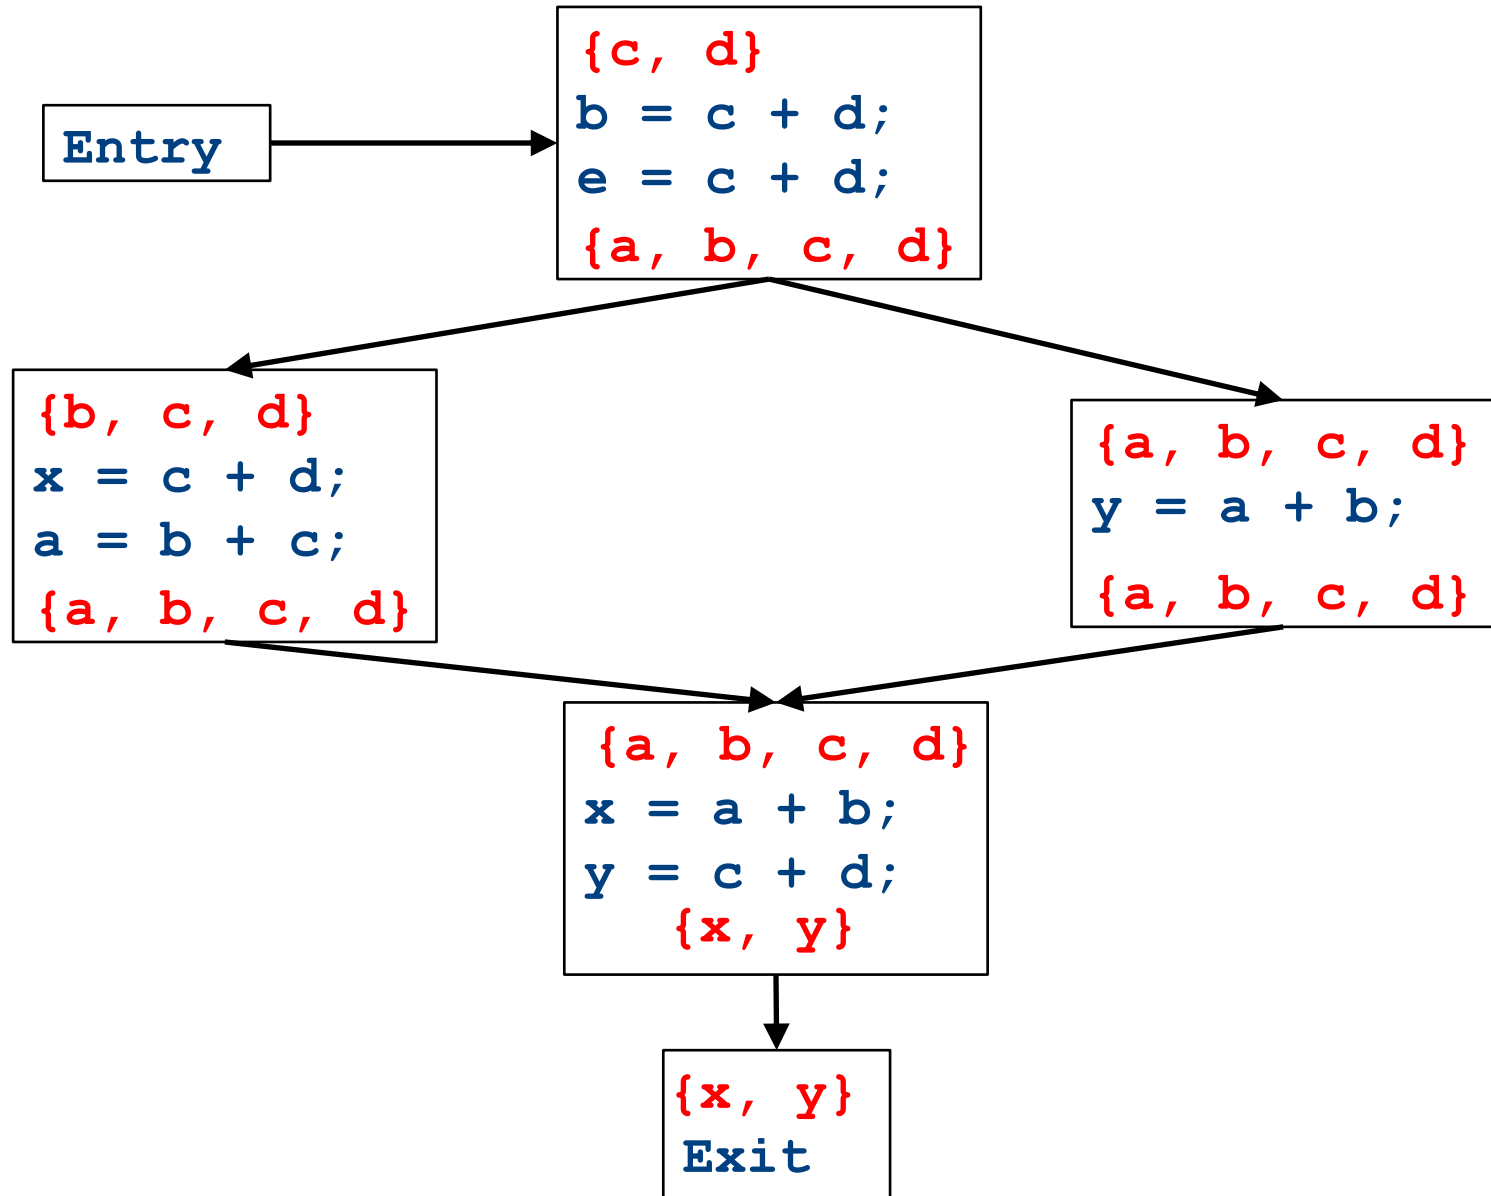 Entry
{c, d}
b = c + d;
e = c + d;
{a, b, c, d}
{b, c, d}
x = c + d;
a = b + c;
{a, b, c, d}
{a, b, c, d}
y = a + b;
{a, b, c, d}
{a, b, c, d}
x = a + b;
y = c + d;
{x, y}
{x, y}
Exit